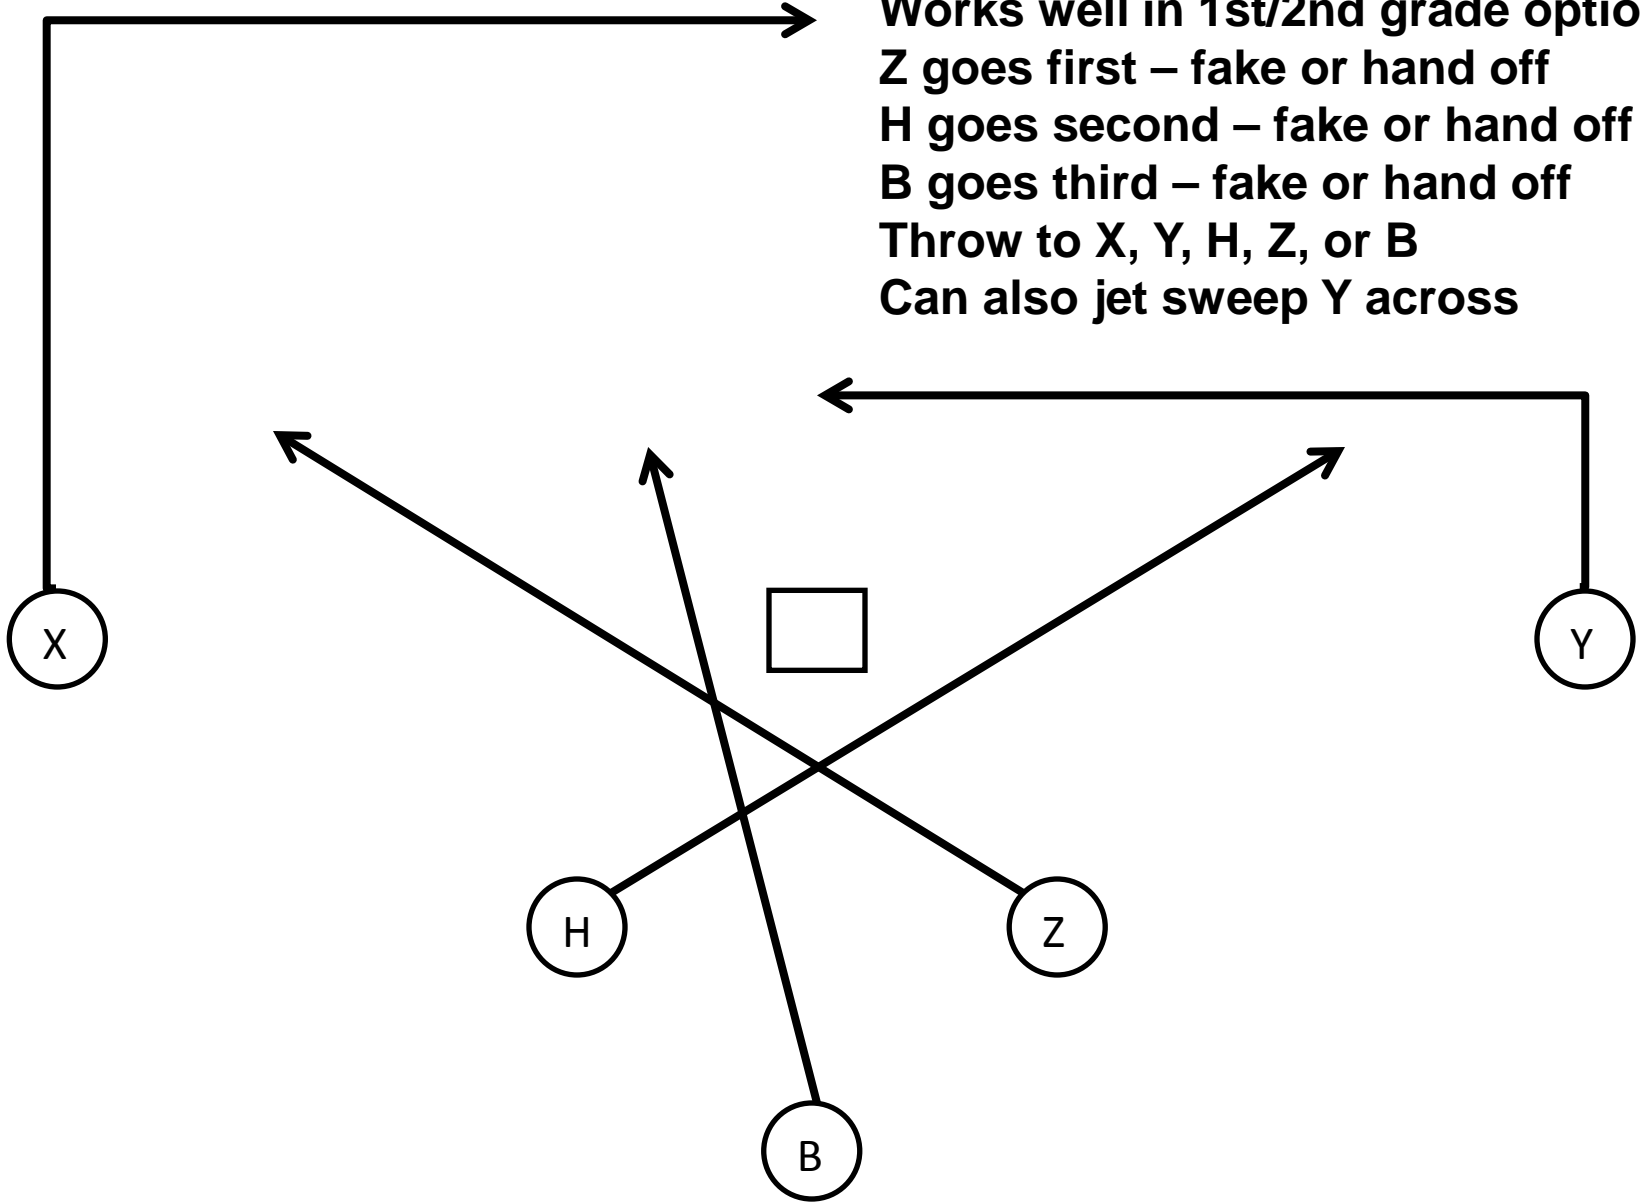 Works well in 1st/2nd grade optio
Z goes first – fake or hand off
H goes second – fake or hand off
B goes third – fake or hand off
Throw to X, Y, H, Z, or B
Can also jet sweep Y across
X
Y
H
Z
B